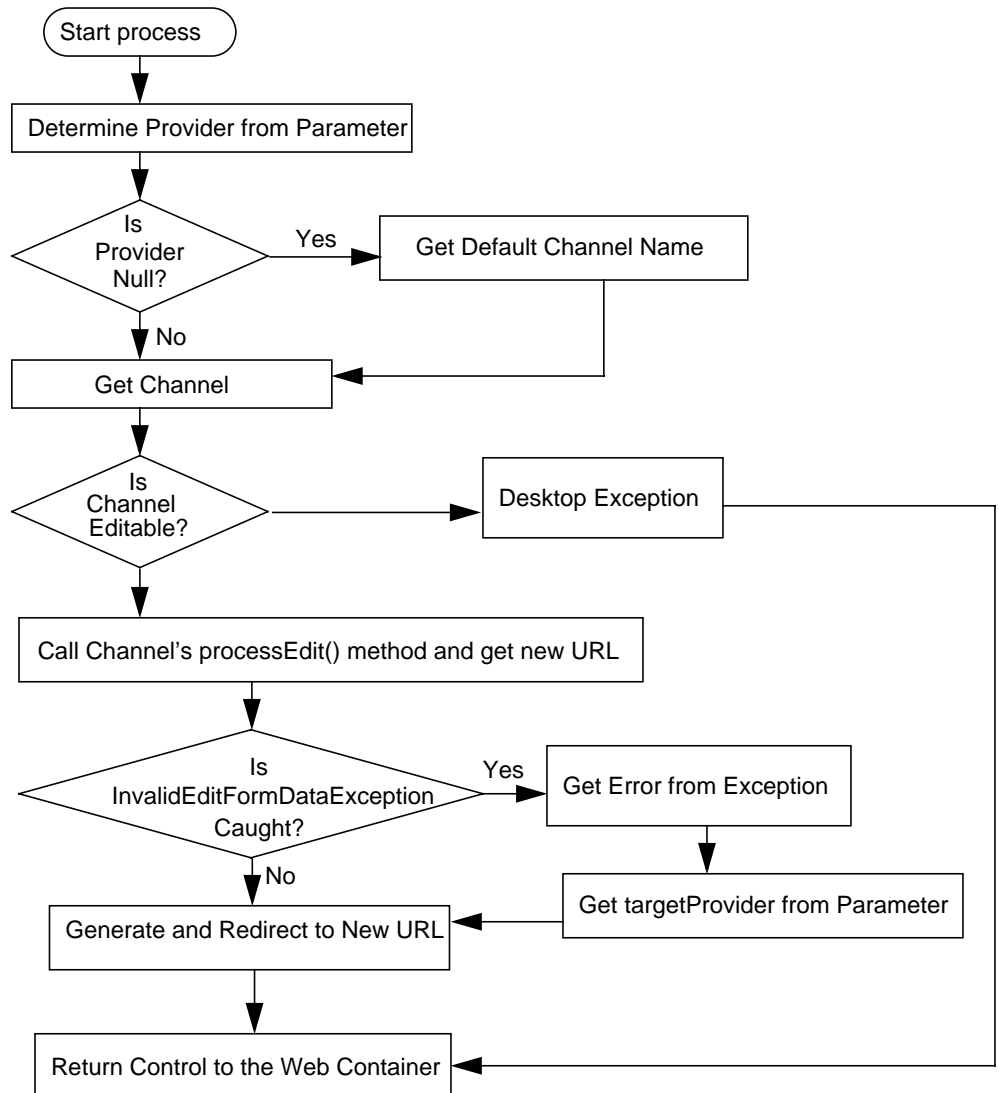 Start process
Determine Provider from Parameter
Is
Provider
Null?
Yes
Get Default Channel Name
No
Get Channel
Is
Channel
Editable?
Desktop Exception
Call Channel’s processEdit() method and get new URL
Is
InvalidEditFormDataException
Caught?
Yes
Get Error from Exception
No
Get targetProvider from Parameter
Generate and Redirect to New URL
Return Control to the Web Container